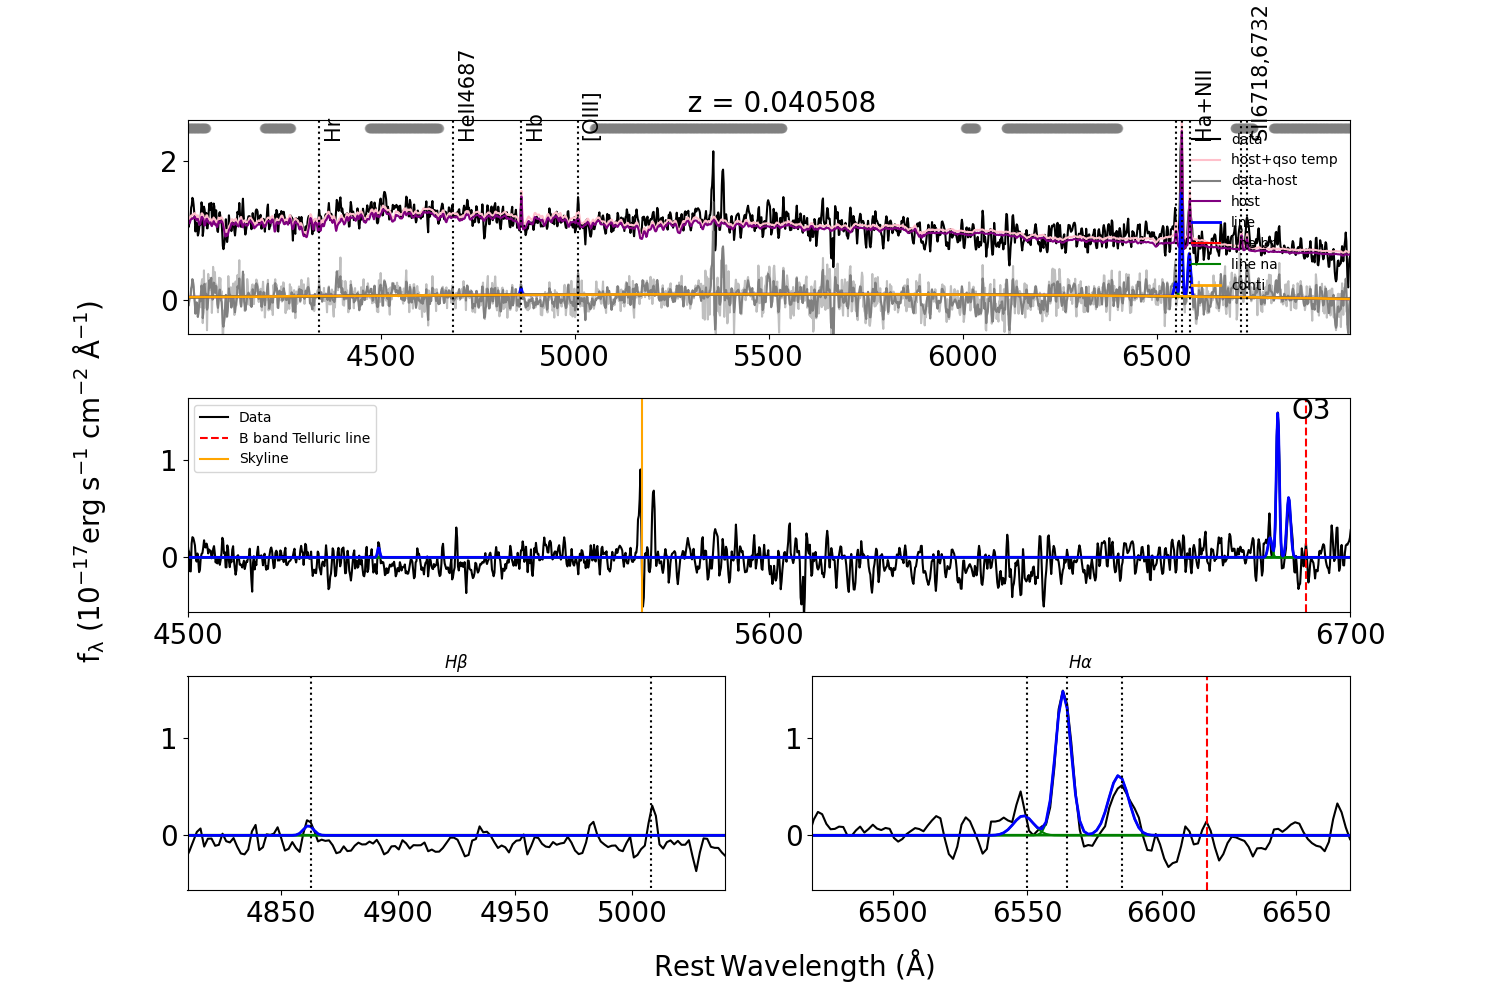 z = 0.040508
Hr
HeII4687
Hb
[OIII]
Ha+NII
SII6718,6732
data
host+qso temp
data-host
host
line
line na
conti
2
0
4500 5000 5500 6000 6500
Data
B band Telluric line
Skyline
O3
1
0
4500 5600 6700
fλ (10−17erg s−1 cm−2 Å−1)
Hβ
1
0
4850 4900 4950 5000
Hα
1
0
6500 6550 6600 6650
Rest Wavelength (Å)